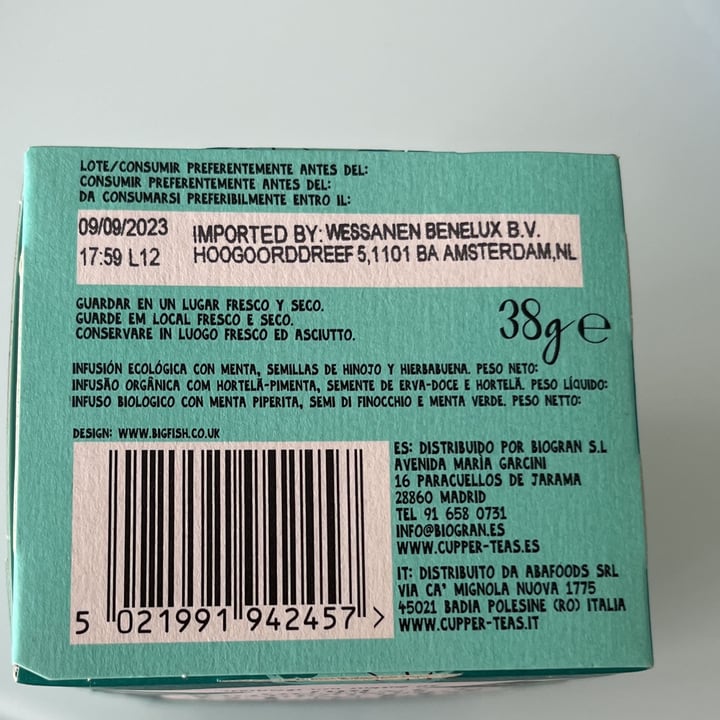 LOTE/CONSUMIR PREFERENTEMENTE ANTES DEL:
CONSUMIR PREFERENTEMENTE ANTES DEL:
DA CONSUMARSI PREFERIBILMENTE ENTRO IL:
09/09/2023
17:59 L12
IMPORTED BY: WESSANEN BENELUX B.V.
HOOGOORDDREEF 5,1101 BA AMSTERDAM,NL
GUARDAR EN UN LUGAR FRESCO Y SECO.
GUARDE EM LOCAL FRESCO E SECO.
CONSERVARE IN LUOGO FRESCO ED ASCIUTTO.
38g e
INFUSIÓN ECOLÓGICA CON MENTA, SEMILLAS DE HINOJO Y HIERBABUENA. PESO NETO:
INFUSÃO ORGÂNICA COM HORTELÃ-PIMENTA, SEMENTE DE ERVA-DOCE E HORTELÃ. PESO LÍQUIDO:
INFUSO BIOLOGICO CON MENTA PIPERITA, SEMI DI FINOCCHIO E MENTA VERDE. PESO NETTO:
DESIGN: WWW.BIGFISH.CO.UK
5 021991 942457 >
ES: DISTRIBUIDO POR BIOGRAN S.L
AVENIDA MARÍA GARCINI
16 PARACUELLOS DE JARAMA
28860 MADRID
TEL 91 658 0731
INFO@BIOGRAN.ES
WWW.CUPPER-TEAS.ES
IT: DISTRIBUITO DA ABAFOODS SRL
VIA CA' MIGNOLA NUOVA 1775
45021 BADIA POLESINE (RO) ITALIA
WWW.CUPPER-TEAS.IT